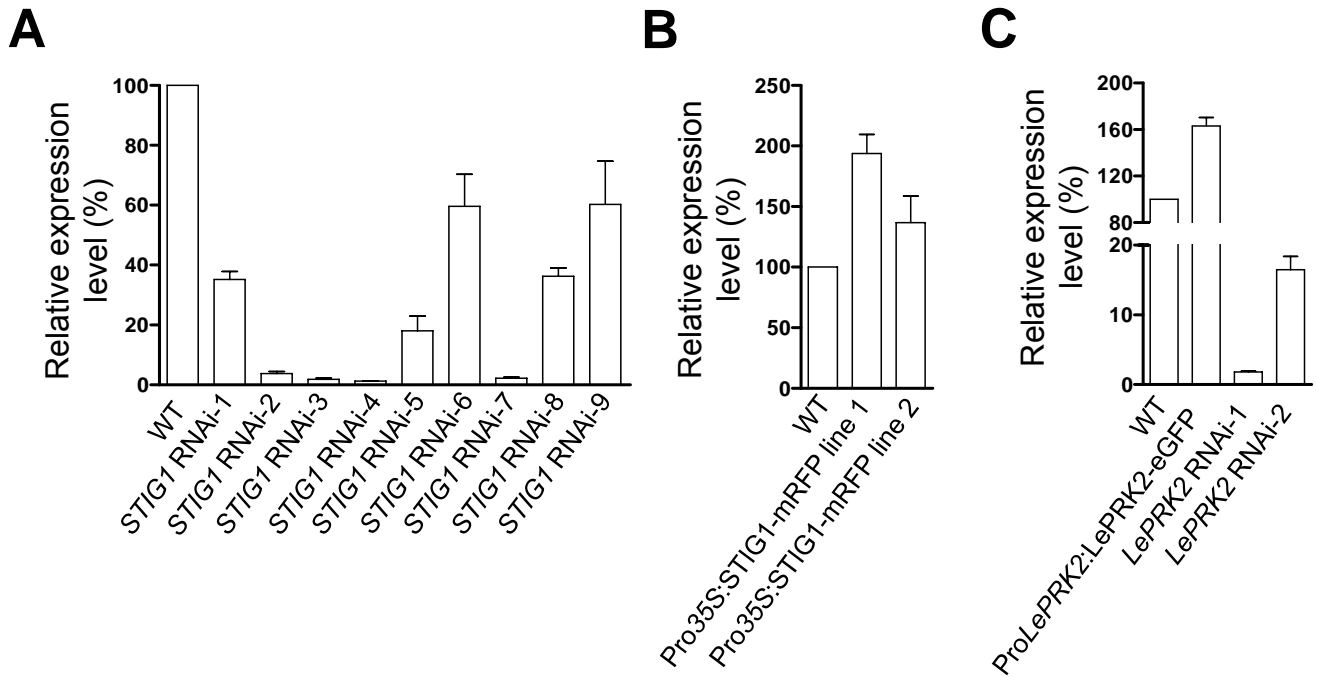 A
Relative expression
level (%)
100
80
60
40
20
0
WT
STIG1 RNAi-1
STIG1 RNAi-2
STIG1 RNAi-3
STIG1 RNAi-4
STIG1 RNAi-5
STIG1 RNAi-6
STIG1 RNAi-7
STIG1 RNAi-8
STIG1 RNAi-9
B
Relative expression
level (%)
250
200
150
100
50
0
WT
Pro35S:STIG1-mRFP line 1
Pro35S:STIG1-mRFP line 2
C
Relative expression
level (%)
200
160
120
80
20
10
0
WT
ProLePRK2:LePRK2-eGFP
LePRK2 RNAi-1
LePRK2 RNAi-2